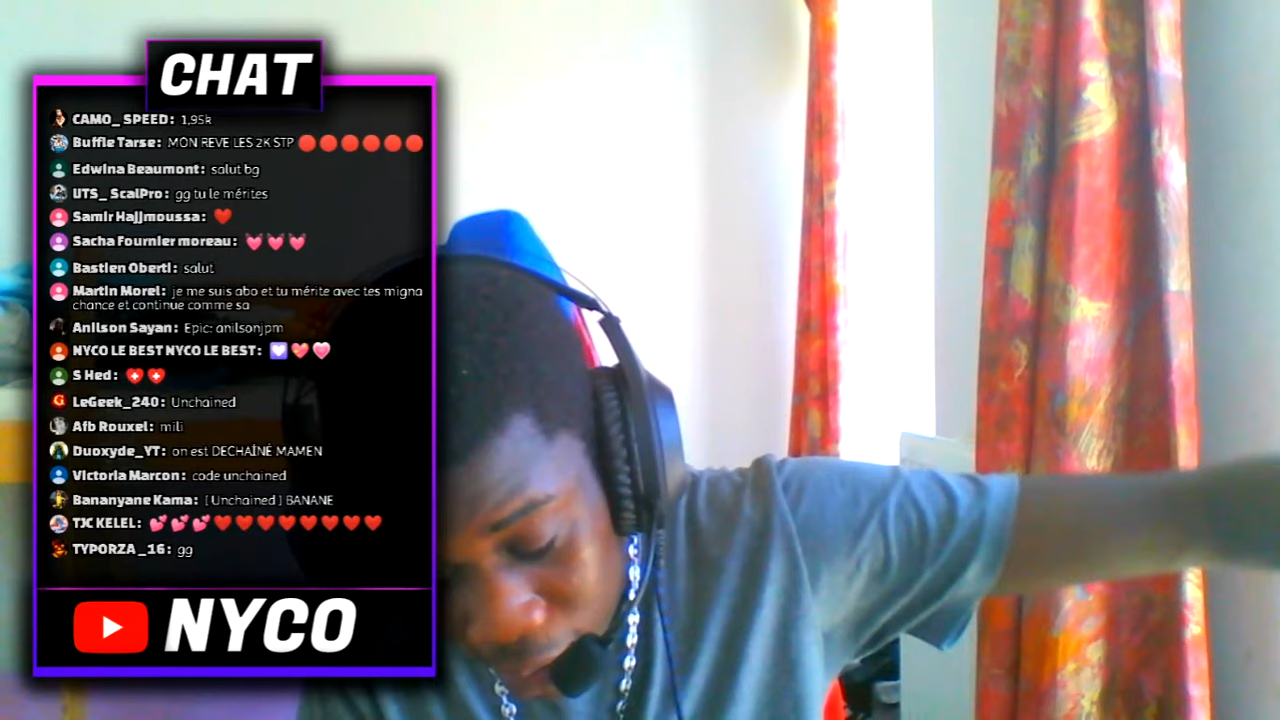 CHAT
CAMO_ SPEED: 1,95k
Buffle Tarse: MON REVE LES 2K STP 🔴🔴🔴🔴🔴🔴
Edwina Beaumont: salut bg
UTS_ ScalPro: gg tu le mérites
Samir Hajjmoussa: ❤️
Sacha Fournier moreau: 💓💓💓
Bastien Oberti: salut
Martin Morel: je me suis abo et tu mérite avec tes migna
chance et continue comme sa
Anilson Sayan: Epic: anilsonjpm
NYCO LE BEST NYCO LE BEST: 💟💖💗
S Hed: ⛑⛑
LeGeek_240: Unchained
Afb Rouxel: mili
Duoxyde_YT: on est DECHAÎNÉ MAMEN
Victoria Marcon: code unchained
Bananyane Kama: [ Unchained ] BANANE
TJC KELEL: 💕💕💕❤️❤️❤️❤️❤️❤️❤️❤️
TYPORZA _16: gg
NYCO